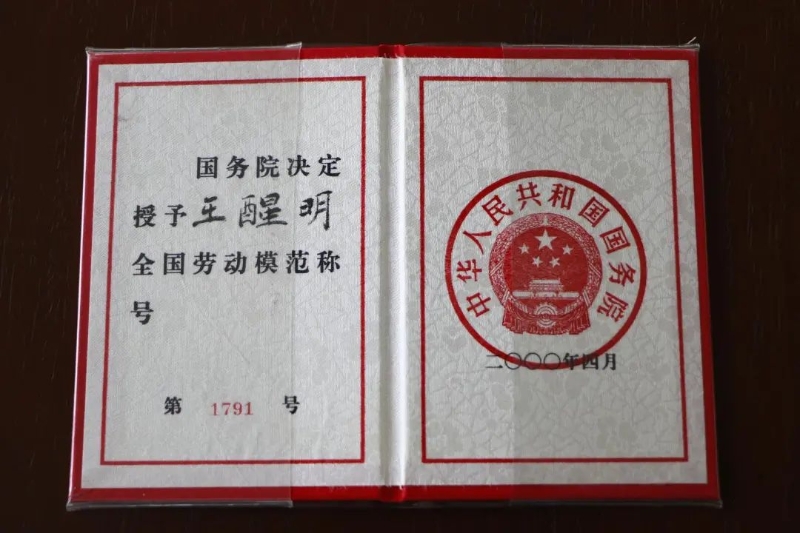 国务院决定
授予王醒明
全国劳动模范称
号
第 1791 号
中华人民共和国国务院
二〇〇〇年四月